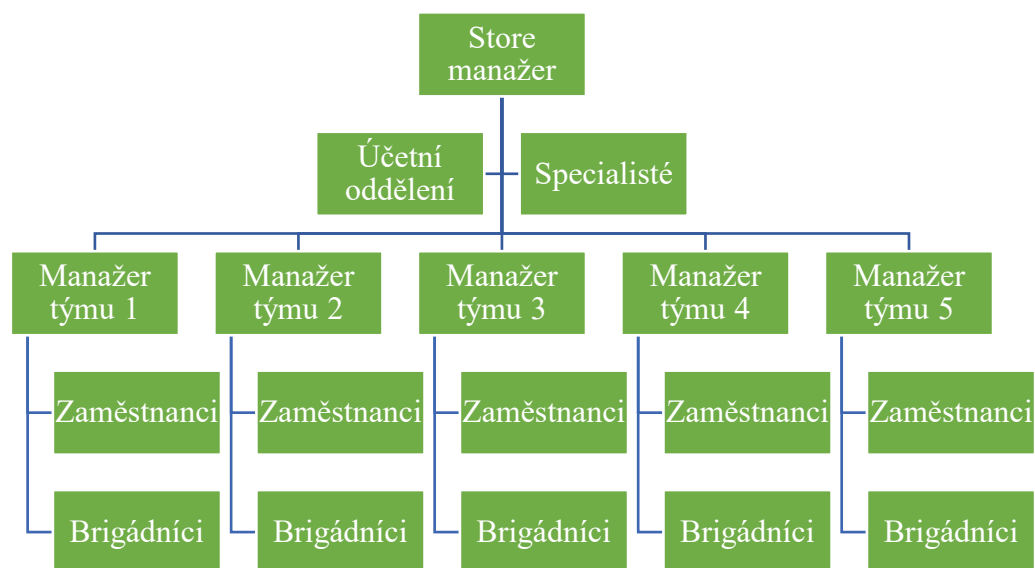 Store
manažer
Účetní
oddělení
Specialisté
Manažer
týmu 1
Manažer
týmu 2
Manažer
týmu 3
Manažer
týmu 4
Manažer
týmu 5
Zaměstnanci
Zaměstnanci
Zaměstnanci
Zaměstnanci
Zaměstnanci
Brigádníci
Brigádníci
Brigádníci
Brigádníci
Brigádníci